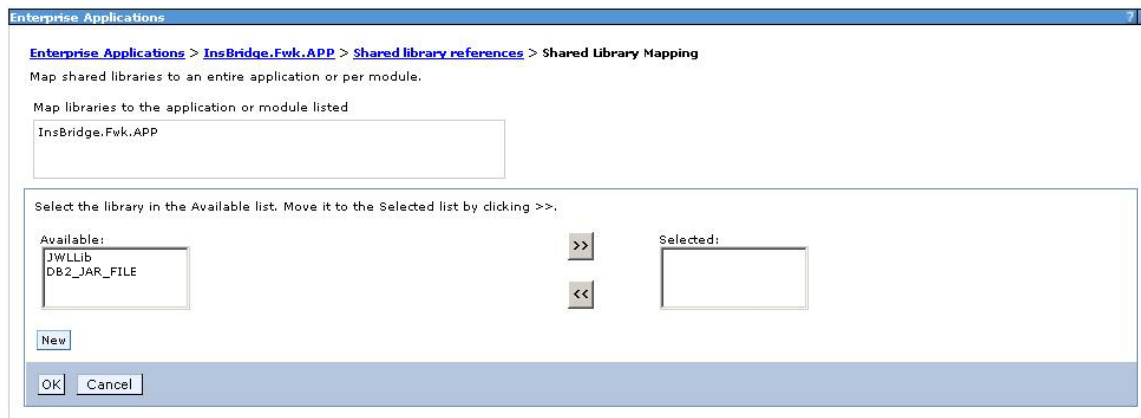 Enterprise Applications ?
Enterprise Applications > InsBridge.Fwk.APP > Shared library references > Shared Library Mapping
Map shared libraries to an entire application or per module.
Map libraries to the application or module listed
InsBridge.Fwk.APP
Select the library in the Available list. Move it to the Selected list by clicking >>.
Available: >> Selected:
JWLLib
DB2_JAR_FILE
<<
New
OK Cancel